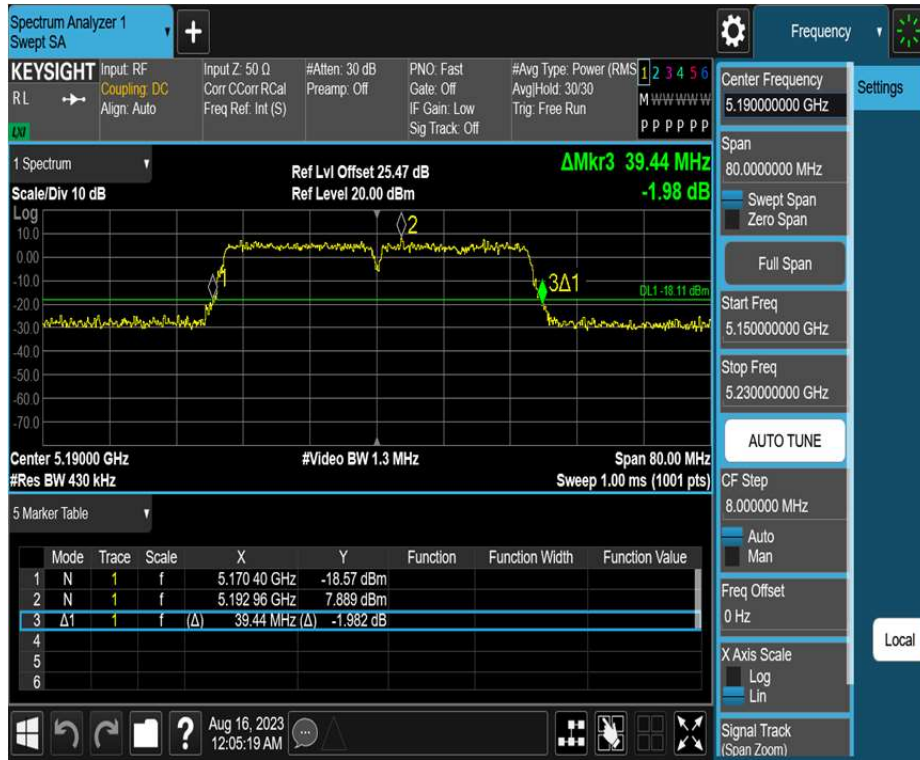 Spectrum Analyzer 1
Swept SA
+
Frequency
KEYSIGHT
RL
LXI
Input: RF
Coupling: DC
Align: Auto
Input Z: 50 Ω
Corr CCorr RCal
Freq Ref: Int (S)
#Atten: 30 dB
Preamp: Off
PNO: Fast
Gate: Off
IF Gain: Low
Sig Track: Off
#Avg Type: Power (RMS
Avg|Hold: 30/30
Trig: Free Run
1 2 3 4 5 6
M W W W W W
P P P P P P
1 Spectrum
Scale/Div 10 dB
Ref Lvl Offset 25.47 dB
Ref Level 20.00 dBm
ΔMkr3 39.44 MHz
-1.98 dB
Log
10.0
0.00
-10.0
-20.0
-30.0
-40.0
-60.0
-70.0
1
2
3Δ1
DL1 -18.11 dBm
Center 5.19000 GHz
#Video BW 1.3 MHz
Span 80.00 MHz
#Res BW 430 kHz
Sweep 1.00 ms (1001 pts)
5 Marker Table
Mode Trace Scale X Y Function Function Width Function Value
1 N 1 f 5.170 40 GHz -18.57 dBm
2 N 1 f 5.192 96 GHz 7.889 dBm
3 Δ1 1 f (Δ) 39.44 MHz (Δ) -1.982 dB
4
5
6
?
Aug 16, 2023
12:05:19 AM
Center Frequency
5.190000000 GHz
Span
80.0000000 MHz
Swept Span
Zero Span
Full Span
Start Freq
5.150000000 GHz
Stop Freq
5.230000000 GHz
AUTO TUNE
CF Step
8.000000 MHz
Auto
Man
Freq Offset
0 Hz
X Axis Scale
Log
Lin
Signal Track
(Span Zoom)
Settings
Local